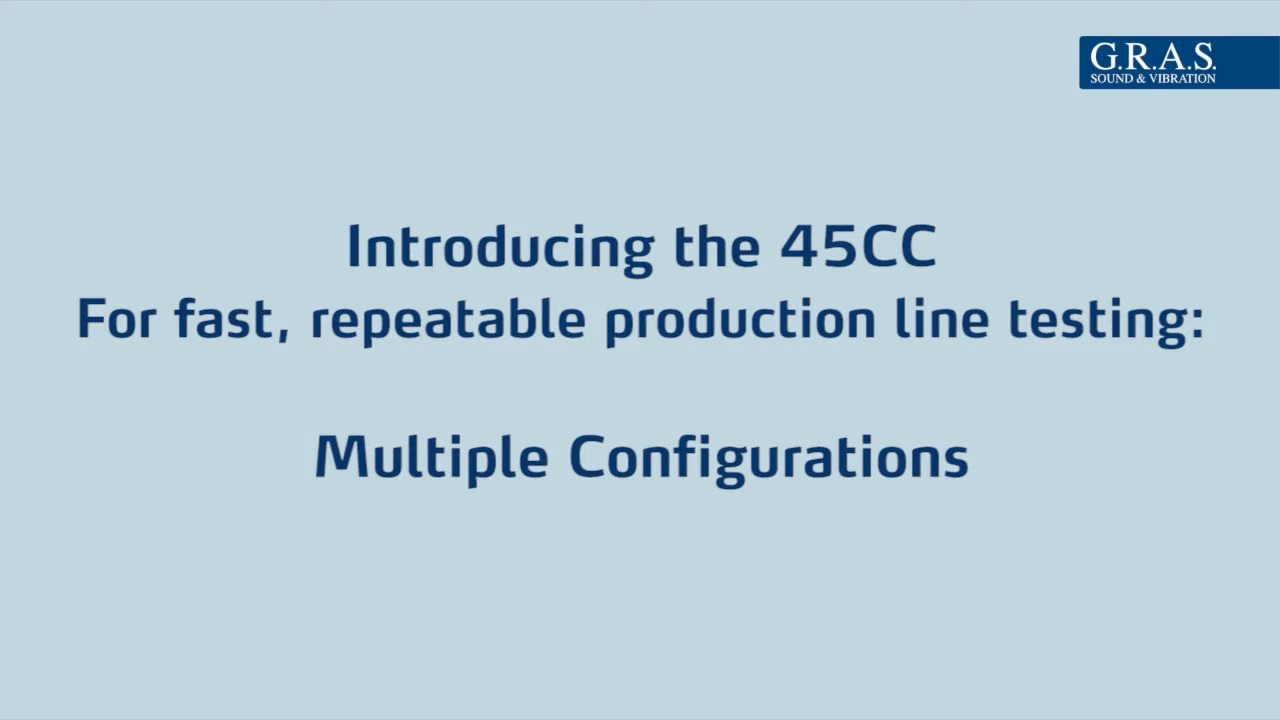 G.R.A.S.
SOUND & VIBRATION
Introducing the 45CC
For fast, repeatable production line testing:
Multiple Configurations